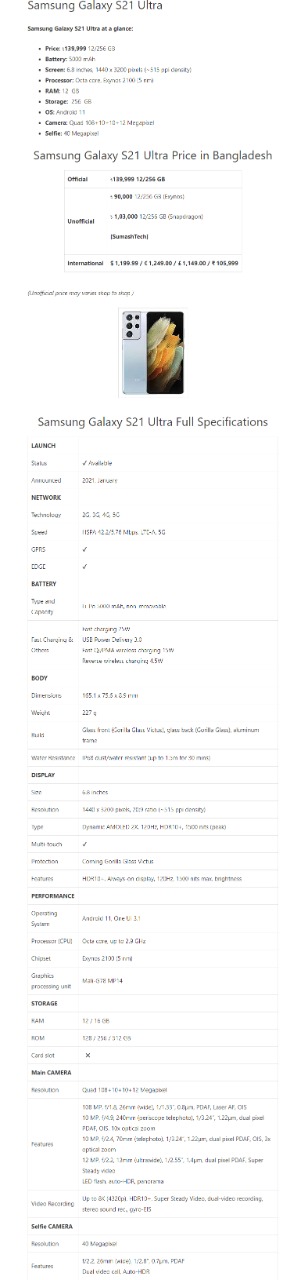 Samsung Galaxy S21 Ultra
Samsung Galaxy S21 Ultra at a glance:
Price: ৳139,999 12/256 GB
Battery: 5000 mAh
Screen: 6.8 inches, 1440 x 3200 pixels (~515 ppi density)
Processor: Octa core, Exynos 2100 (5 nm)
RAM: 12 GB
Storage: 256 GB
OS: Android 11
Camera: Quad 108+10+10+12 Megapixel
Selfie: 40 Megapixel
Samsung Galaxy S21 Ultra Price in Bangladesh
Official ৳139,999 12/256 GB
Unofficial
৳ 90,000 12/256 GB (Exynos)
৳ 1,03,000 12/256 GB (Snapdragon)
(SumashTech)
International $ 1,199.99 / € 1,249.00 / £ 1,149.00 / ₹ 105,999
(Unofficial price may varies shop to shop.)
Samsung Galaxy S21 Ultra Full Specifications
LAUNCH
Status ✓ Available
Announced 2021, January
NETWORK
Technology 2G, 3G, 4G, 5G
Speed HSPA 42.2/5.76 Mbps, LTE-A, 5G
GPRS ✓
EDGE ✓
BATTERY
Type and Capacity Li-Po 5000 mAh, non-removable
Fast Charging & Others
Fast charging 25W
USB Power Delivery 3.0
Fast Qi/PMA wireless charging 15W
Reverse wireless charging 4.5W
BODY
Dimensions 165.1 x 75.6 x 8.9 mm
Weight 227 g
Build Glass front (Gorilla Glass Victus), glass back (Gorilla Glass), aluminum
frame
Water Resistance IP68 dust/water resistant (up to 1.5m for 30 mins)
DISPLAY
Size 6.8 inches
Resolution 1440 x 3200 pixels, 20:9 ratio (~515 ppi density)
Type Dynamic AMOLED 2X, 120Hz, HDR10+, 1500 nits (peak)
Multi touch ✓
Protection Corning Gorilla Glass Victus
Features HDR10+, Always-on display, 120Hz, 1500 nits max. brightness
PERFORMANCE
Operating System Android 11, One UI 3.1
Processor (CPU) Octa core, up to 2.9 GHz
Chipset Exynos 2100 (5 nm)
Graphics processing unit Mali-G78 MP14
STORAGE
RAM 12 / 16 GB
ROM 128 / 256 / 512 GB
Card slot ✕
Main CAMERA
Resolution Quad 108+10+10+12 Megapixel
Features
108 MP, f/1.8, 26mm (wide), 1/1.33", 0.8µm, PDAF, Laser AF, OIS
10 MP, f/4.9, 240mm (periscope telephoto), 1/3.24", 1.22µm, dual pixel
PDAF, OIS, 10x optical zoom
10 MP, f/2.4, 70mm (telephoto), 1/3.24", 1.22µm, dual pixel PDAF, OIS, 3x
optical zoom
12 MP, f/2.2, 13mm (ultrawide), 1/2.55", 1.4µm, dual pixel PDAF, Super
Steady video
LED flash, auto-HDR, panorama
Video Recording Up to 8K (4320p), HDR10+, Super Steady Video, dual-video recording,
stereo sound rec., gyro-EIS
Selfie CAMERA
Resolution 40 Megapixel
Features
f/2.2, 26mm (wide), 1/2.8", 0.7µm, PDAF
Dual video call, Auto-HDR